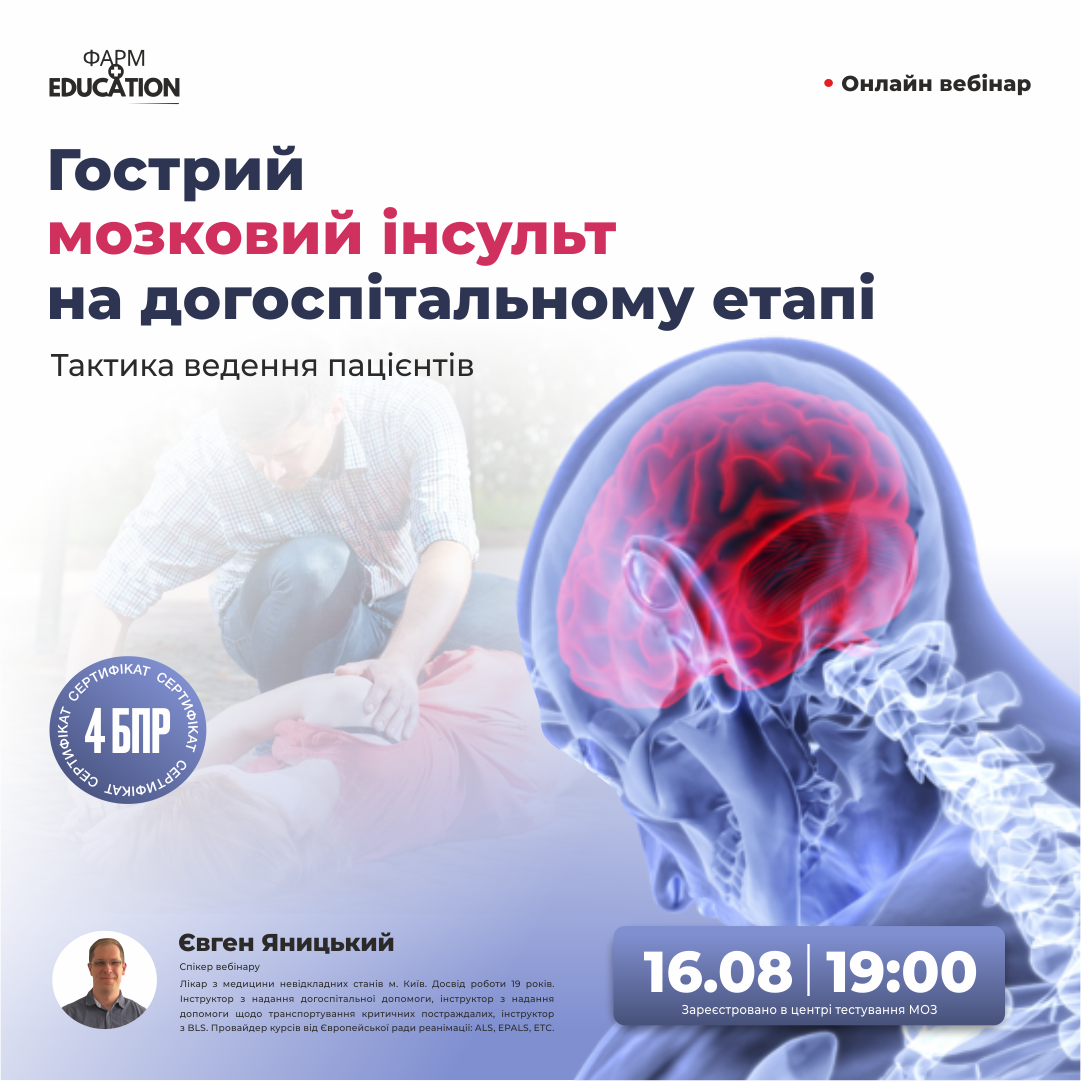 ФАРМ
EDUCATION
• Онлайн вебінар
Гострий
мозковий інсульт
на догоспітальному етапі
Тактика ведення пацієнтів
СЕРТИФІКАТ СЕРТИФІКАТ СЕРТИФІКАТ СЕРТИФІКАТ
4 БПР
Євген Яницький
Спікер вебінару
Лікар з медицини невідкладних станів м. Київ. Досвід роботи 19 років.
Інструктор з надання догоспітальної допомоги, інструктор з надання
допомоги щодо транспортування критичних постраждалих, інструктор
з BLS. Провайдер курсів від Європейської ради реанімації: ALS, EPALS, ETC.
16.08 | 19:00
Зареєстровано в центрі тестування МОЗ